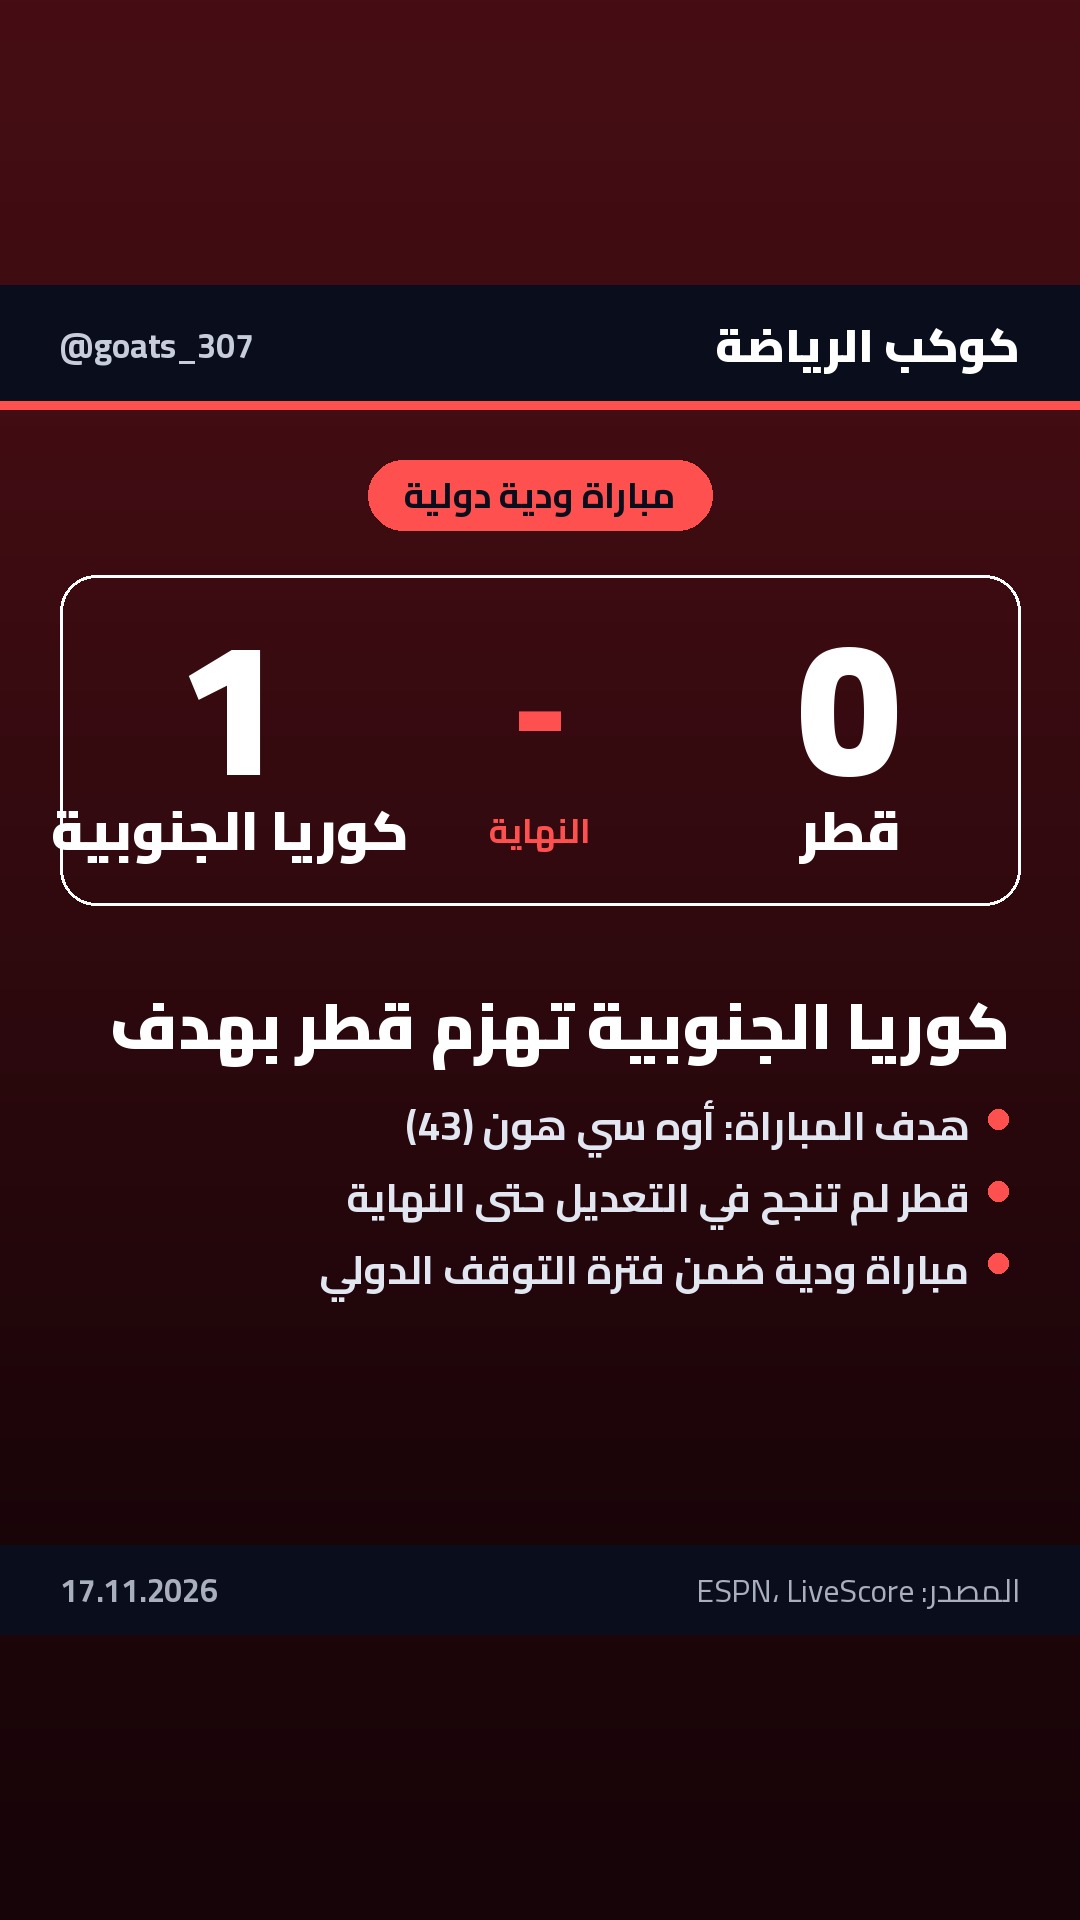 كوكب الرياضة
@goats_307
مباراة ودية دولية
0 - 1
قطر النهاية كوريا الجنوبية
كوريا الجنوبية تهزم قطر بهدف
هدف المباراة: أوه سي هون (43)
قطر لم تنجح في التعديل حتى النهاية
مباراة ودية ضمن فترة التوقف الدولي
المصدر: ESPN، LiveScore
17.11.2026